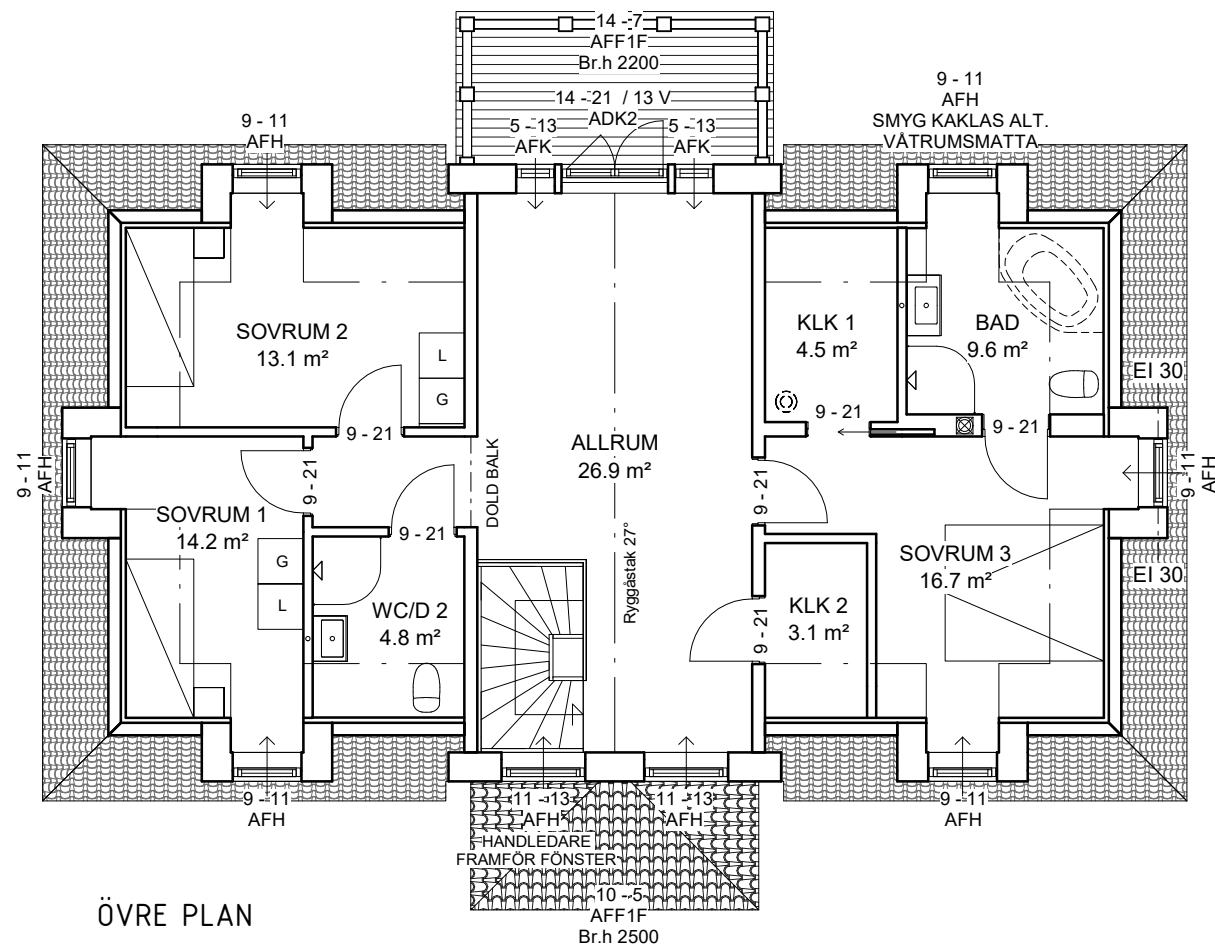 14 - 7
AFF1F
Br.h 2200
14 - 21 / 13 V
ADK2
5 - 13
AFK
5 - 13
AFK
9 - 11
AFH
9 - 11
AFH
SMYG KAKLAS ALT.
VÅTRUMSMATTA
SOVRUM 2
13.1 m²
L
G
9 - 21
KLK 1
4.5 m²
BAD
9.6 m²
EI 30
9 - 21
9 - 21
9 - 11
AFH
9 - 21
DOLD BALK
ALLRUM
26.9 m²
9 - 21
9 - 11
AFH
SOVRUM 1
14.2 m²
G
L
9 - 21
WC/D 2
4.8 m²
Ryggåstak 27°
SOVRUM 3
16.7 m²
EI 30
KLK 2
3.1 m²
9 - 21
9 - 11
AFH
11 - 13
AFH
11 - 13
AFH
9 - 11
AFH
HANDLEDARE
FRAMFÖR FÖNSTER
10 - 5
AFF1F
Br.h 2500
ÖVRE PLAN